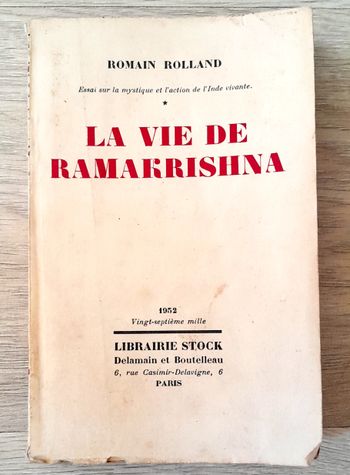 ROMAIN ROLLAND
Essai sur la mystique et l'action de l'Inde vivante.
*
LA VIE DE
RAMAKRISHNA
1952
Vingt-septième mille
LIBRAIRIE STOCK
Delamain et Boutelleau
6, rue Casimir-Delavigne, 6
PARIS